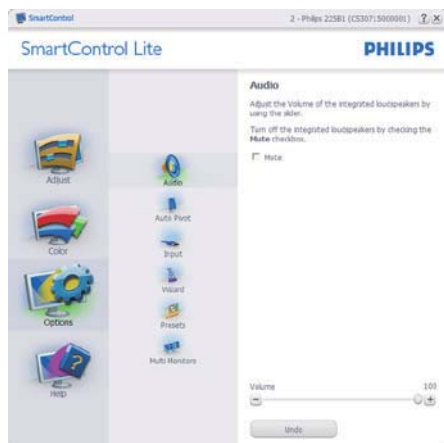 SmartControl
2 - Philips 225B1 (CS30715000001)
SmartControl Lite
PHILIPS
Adjust
Color
Options
Help
Audio
Auto Pivot
Input
Wizard
Presets
Multi Monitors
Audio
Adjust the Volume of the integrated loudspeakers by
using the slider.
Turn off the integrated loudspeakers by checking the
Mute checkbox.
Mute
Volume
100
Undo